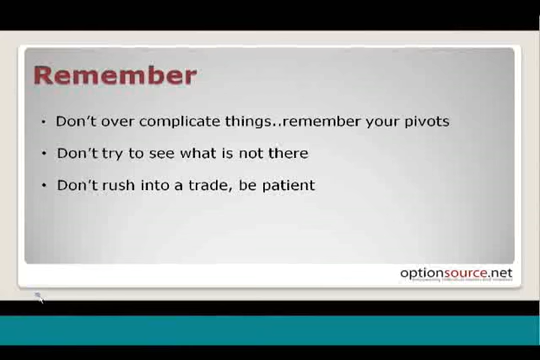 Remember
• Don't over complicate things..remember your pivots
• Don't try to see what is not there
• Don't rush into a trade, be patient
optionsource.net